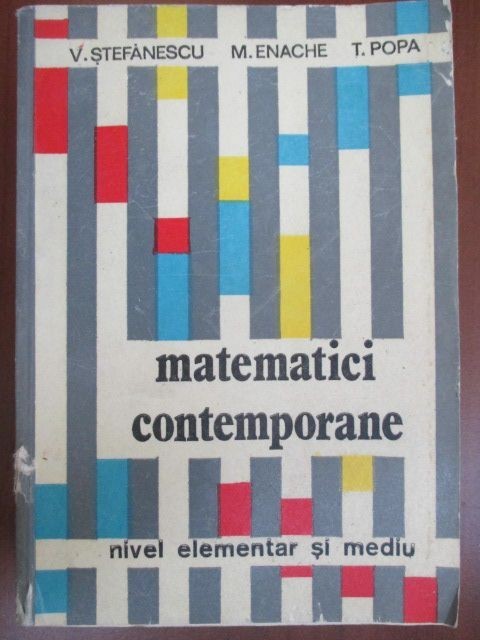 V. ŞTEFĂNESCU M. ENACHE T. POPA
matematici
contemporane
nivel elementar şi mediu